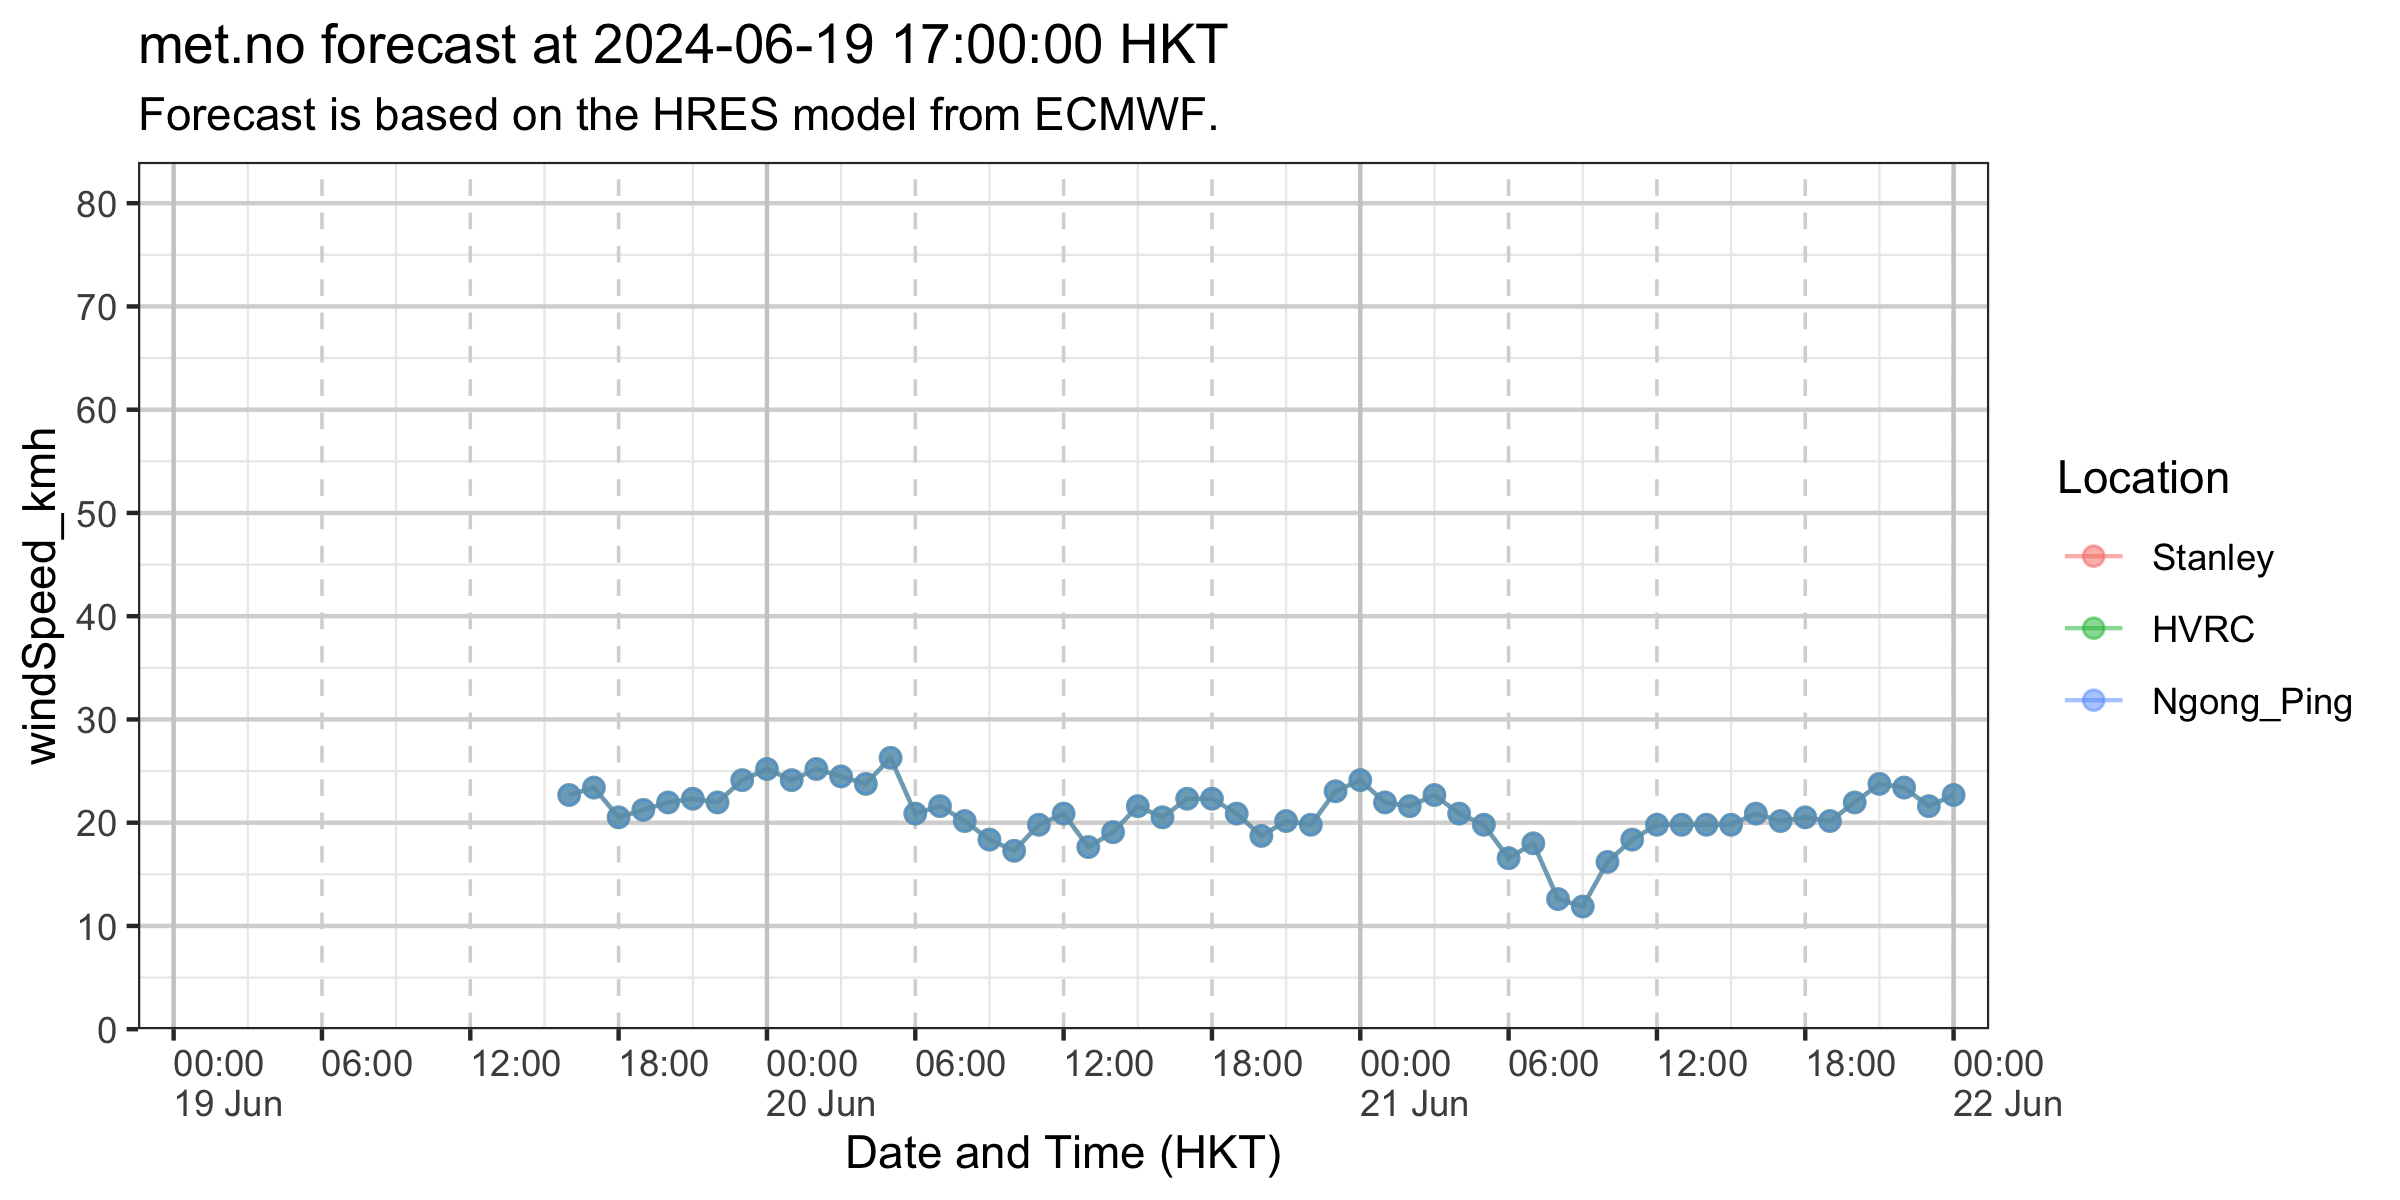 met.no forecast at 2024-06-19 17:00:00 HKT
Forecast is based on the HRES model from ECMWF.
windSpeed_kmh
80
70
60
50
40
30
20
10
0
00:00 06:00 12:00 18:00 00:00 06:00 12:00 18:00 00:00 06:00 12:00 18:00 00:00
19 Jun 20 Jun 21 Jun 22 Jun
Date and Time (HKT)
Location
Stanley
HVRC
Ngong_Ping